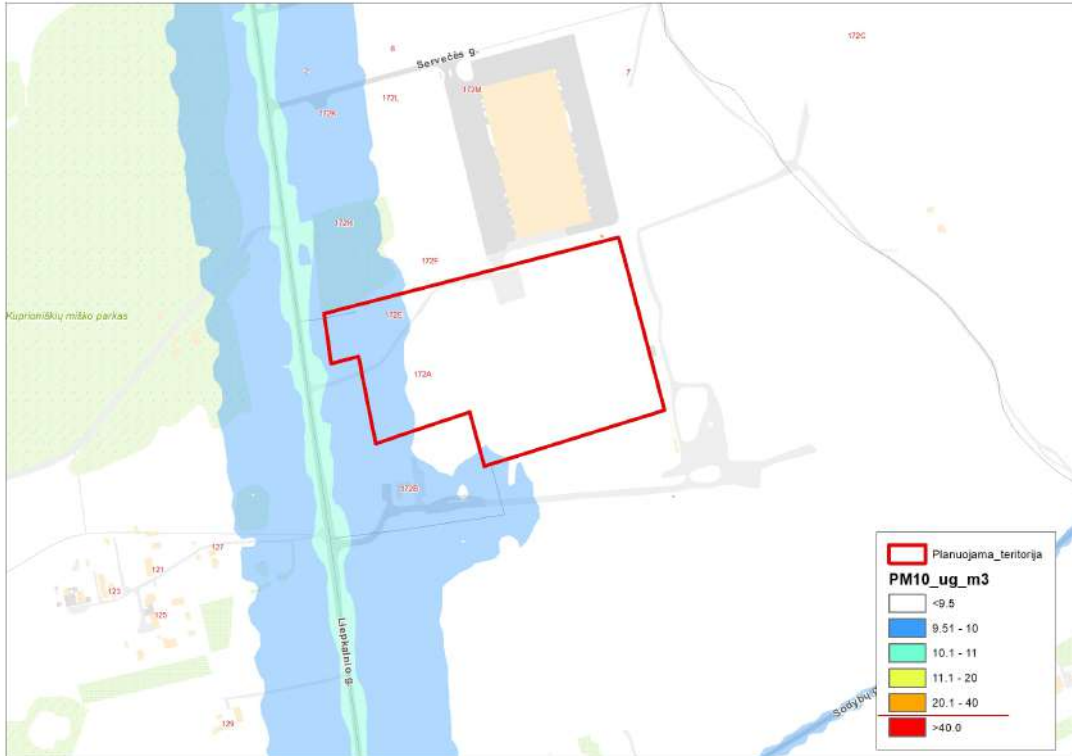 Servečės g.
6
172C
2
7
172L
172M
172K
172H
172F
Kuprioniškių miško parkas
172E
172A
172B
127
121
123
125
Liepkalnio g.
129
Planuojama_teritorija
PM10_ug_m3
<9.5
9.51 - 10
10.1 - 11
11.1 - 20
20.1 - 40
>40.0